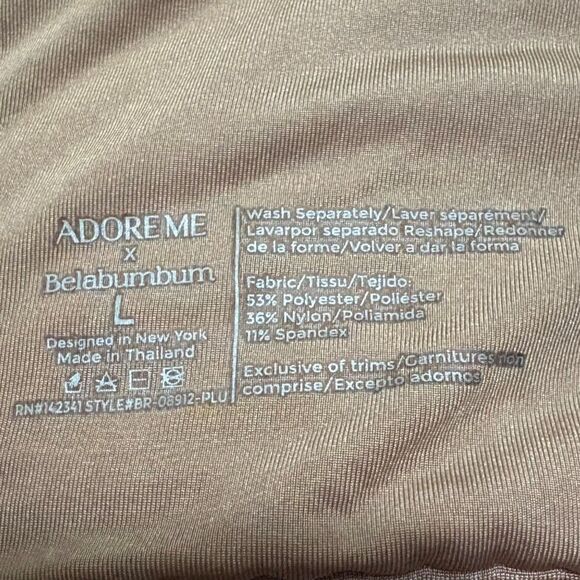 ADORE ME
x
Belabumbum
L
Designed in New York
Made in Thailand
RN#142341 STYLE#BR-08912-PLU
Wash Separately/Laver séparément/
Lavarpor separado Reshape/Redonner
de la forme/Volver a dar la forma
Fabric/Tissu/Tejido:
53% Polyester/Poliéster
36% Nylon/Poliamida
11% Spandex
Exclusive of trims/Garnitures non
comprise/Excepto adornos